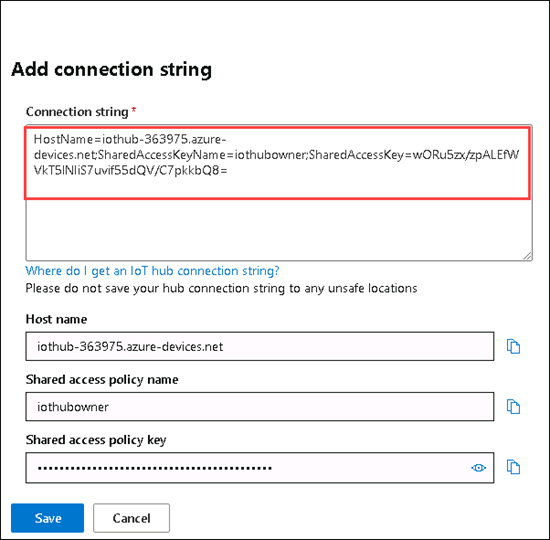 Add connection string
Connection string *
HostName=iothub-363975.azure-
devices.net;SharedAccessKeyName=iothubowner;SharedAccessKey=wORu5zx/zpALEfW
VkT5lNIiS7uvif55dQV/C7pkkbQ8=
Where do I get an IoT hub connection string?
Please do not save your hub connection string to any unsafe locations
Host name
iothub-363975.azure-devices.net
Shared access policy name
iothubowner
Shared access policy key
••••••••••••••••••••••••••••••••••••••••••••
Save
Cancel